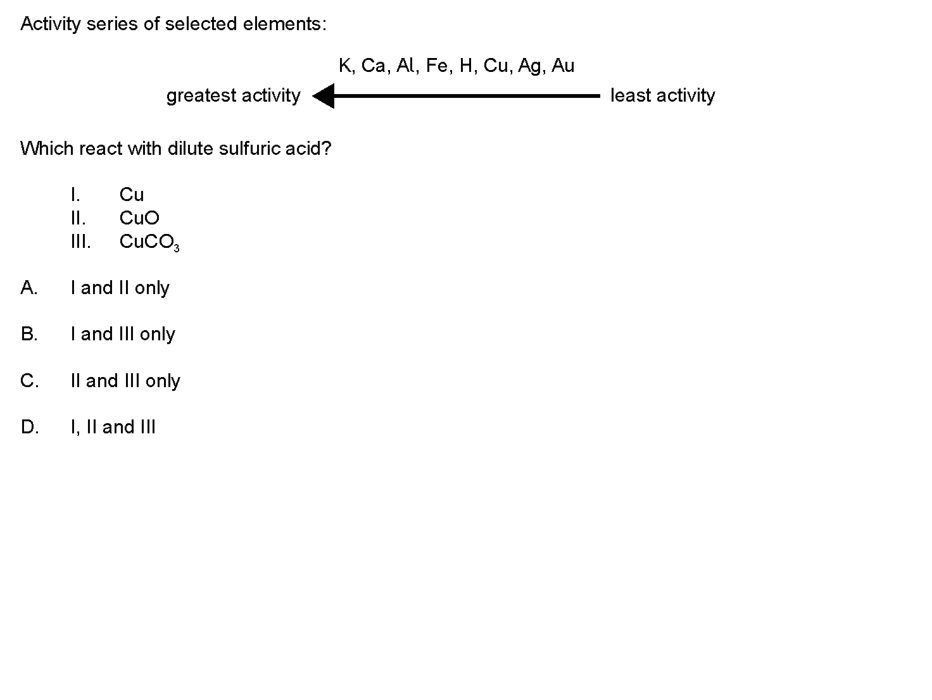 Activity series of selected elements:
K, Ca, Al, Fe, H, Cu, Ag, Au
greatest activity least activity
Which react with dilute sulfuric acid?
I. Cu
II. CuO
III. CuCO₃
A. I and II only
B. I and III only
C. II and III only
D. I, II and III